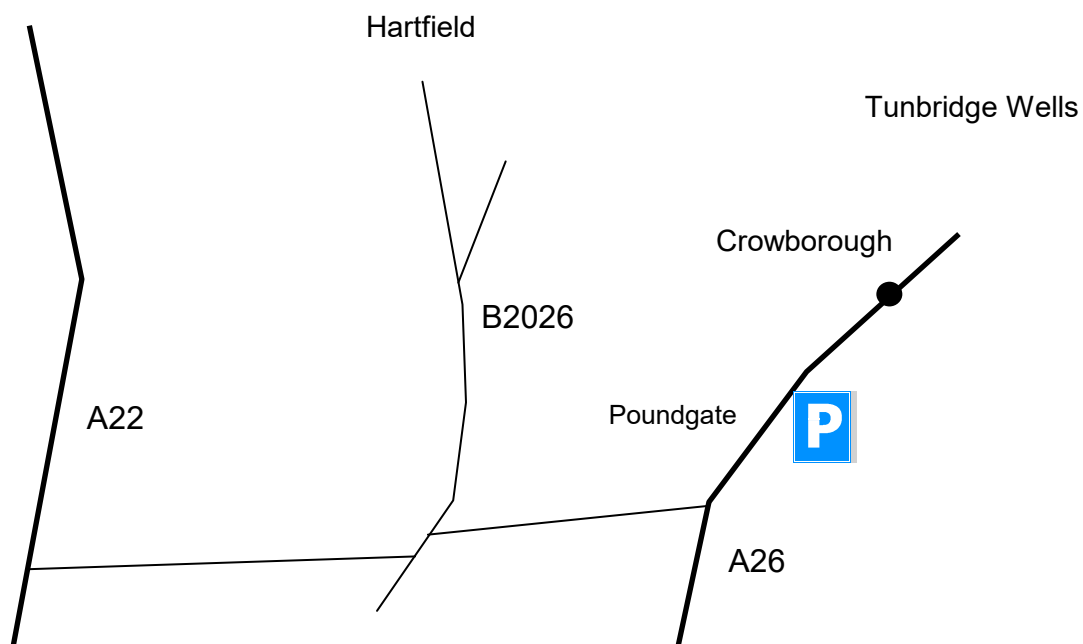 Hartfield
Tunbridge Wells
Crowborough
B2026
A22
Poundgate
P
A26